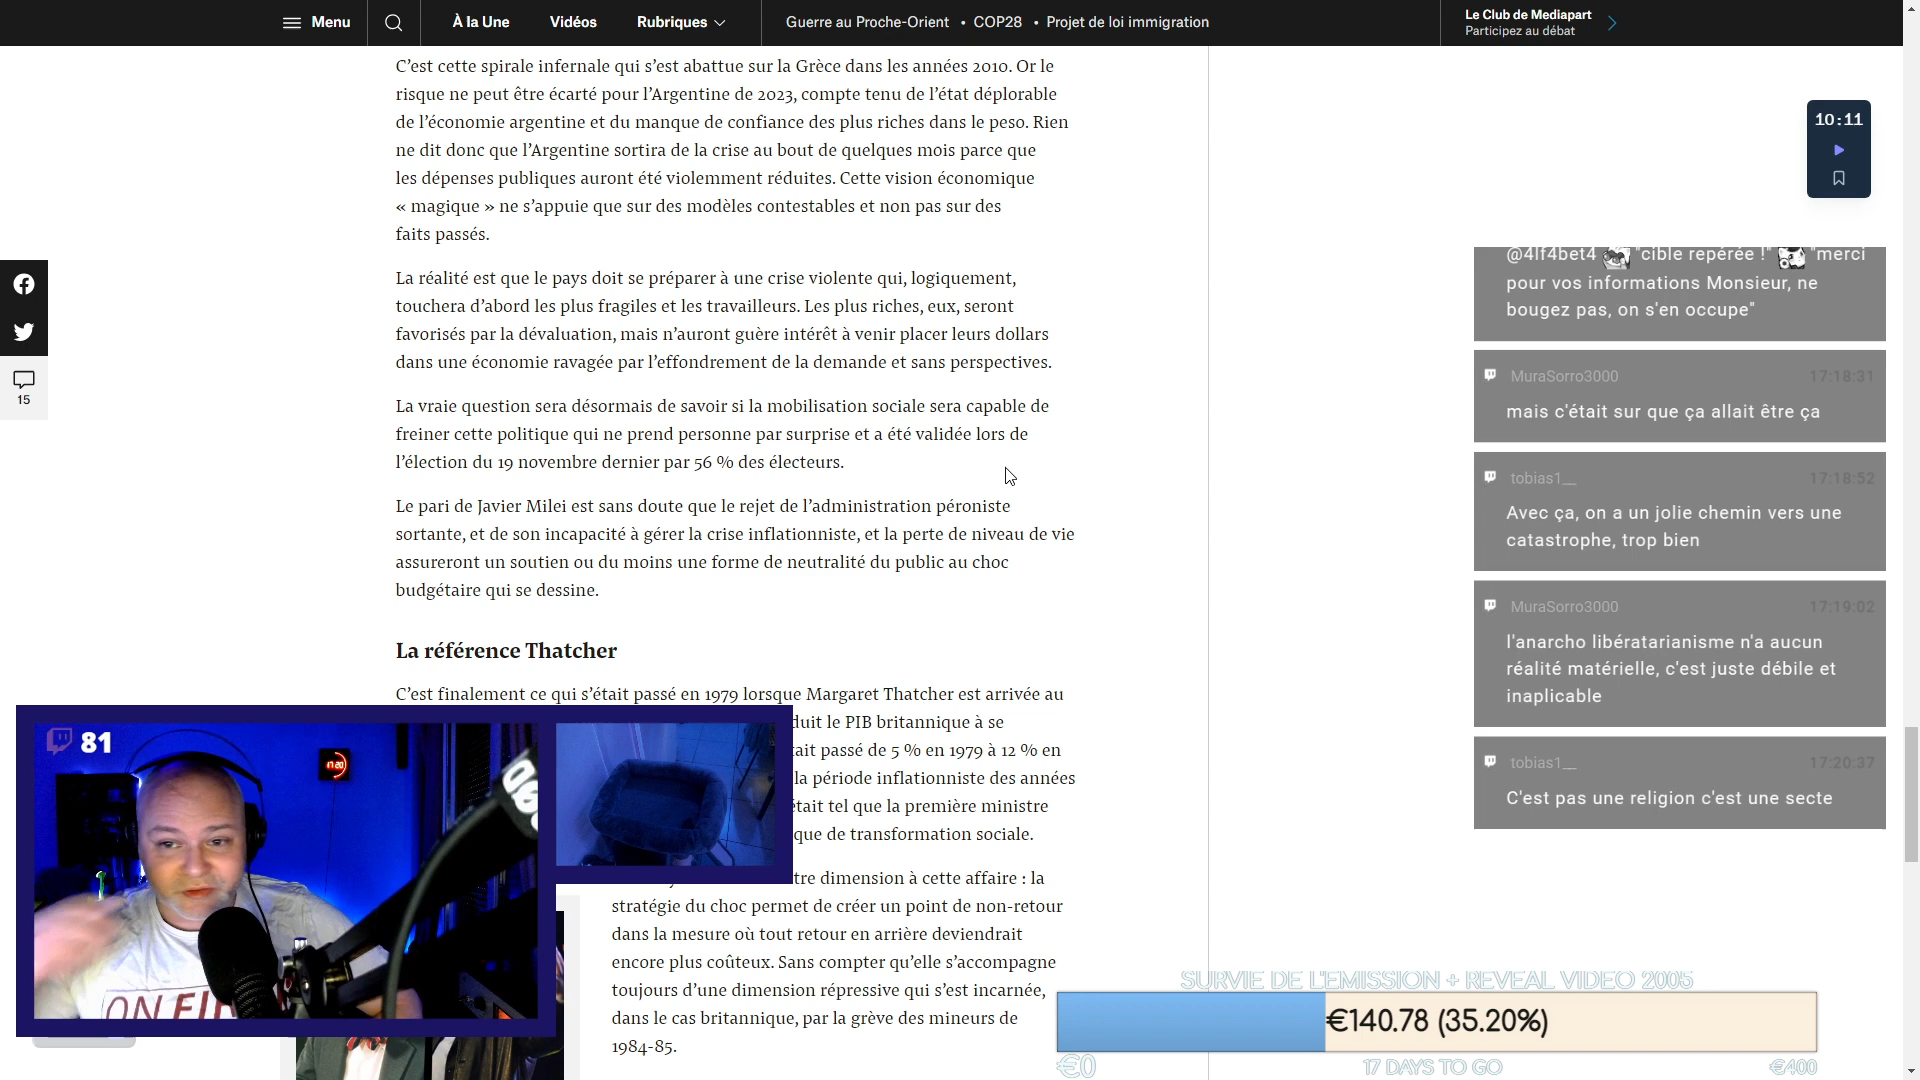 Menu
À la Une
Vidéos
Rubriques
Guerre au Proche-Orient • COP28 • Projet de loi immigration
Le Club de Mediapart
Participez au débat
C’est cette spirale infernale qui s’est abattue sur la Grèce dans les années 2010. Or le
risque ne peut être écarté pour l’Argentine de 2023, compte tenu de l’état déplorable
de l’économie argentine et du manque de confiance des plus riches dans le peso. Rien
ne dit donc que l’Argentine sortira de la crise au bout de quelques mois parce que
les dépenses publiques auront été violemment réduites. Cette vision économique
« magique » ne s’appuie que sur des modèles contestables et non pas sur des
faits passés.
La réalité est que le pays doit se préparer à une crise violente qui, logiquement,
touchera d’abord les plus fragiles et les travailleurs. Les plus riches, eux, seront
favorisés par la dévaluation, mais n’auront guère intérêt à venir placer leurs dollars
dans une économie ravagée par l’effondrement de la demande et sans perspectives.
La vraie question sera désormais de savoir si la mobilisation sociale sera capable de
freiner cette politique qui ne prend personne par surprise et a été validée lors de
l’élection du 19 novembre dernier par 56 % des électeurs.
Le pari de Javier Milei est sans doute que le rejet de l’administration péroniste
sortante, et de son incapacité à gérer la crise inflationniste, et la perte de niveau de vie
assureront un soutien ou du moins une forme de neutralité du public au choc
budgétaire qui se dessine.
La référence Thatcher
C’est finalement ce qui s’était passé en 1979 lorsque Margaret Thatcher est arrivée au
duit le PIB britannique à se
tait passé de 5 % en 1979 à 12 % en
la période inflationniste des années
était tel que la première ministre
que de transformation sociale.
tre dimension à cette affaire : la
stratégie du choc permet de créer un point de non-retour
dans la mesure où tout retour en arrière deviendrait
encore plus coûteux. Sans compter qu’elle s’accompagne
toujours d’une dimension répressive qui s’est incarnée,
dans le cas britannique, par la grève des mineurs de
1984-85.
15
81
17:20
ON FI
10:11
@4lf4bet4 "cible repérée !" "merci
pour vos informations Monsieur, ne
bougez pas, on s'en occupe"
MuraSorro3000 17:18:31
mais c'était sur que ça allait être ça
tobias1__ 17:18:52
Avec ça, on a un jolie chemin vers une
catastrophe, trop bien
MuraSorro3000 17:19:02
l'anarcho libératarianisme n'a aucun
réalité matérielle, c'est juste débile et
inaplicable
tobias1__ 17:20:37
C'est pas une religion c'est une secte
SURVIE DE L'EMISSION + REVEAL VIDEO 2005
€140.78 (35.20%)
€0
17 DAYS TO GO
€400